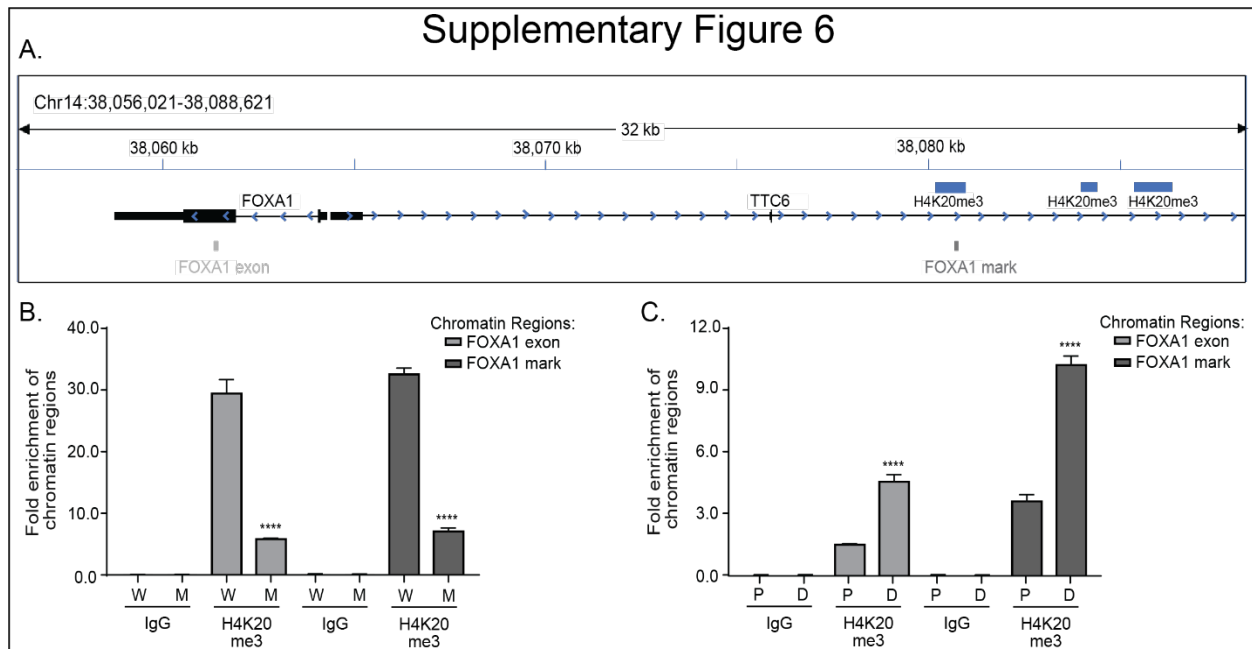 Supplementary Figure 6
A.
Chr14:38,056,021-38,088,621
32 kb
38,060 kb 38,070 kb 38,080 kb
FOXA1 TTC6 H4K20me3 H4K20me3 H4K20me3
FOXA1 exon FOXA1 mark
B.
Fold enrichment of
chromatin regions
40.0
30.0
20.0
10.0
0.0
Chromatin Regions:
FOXA1 exon
FOXA1 mark
**** ****
W M W M W M W M
IgG H4K20 IgG H4K20
me3 me3
C.
Fold enrichment of
chromatin regions
12.0
9.0
6.0
3.0
0.0
Chromatin Regions:
FOXA1 exon
FOXA1 mark
**** ****
P D P D P D P D
IgG H4K20 IgG H4K20
me3 me3